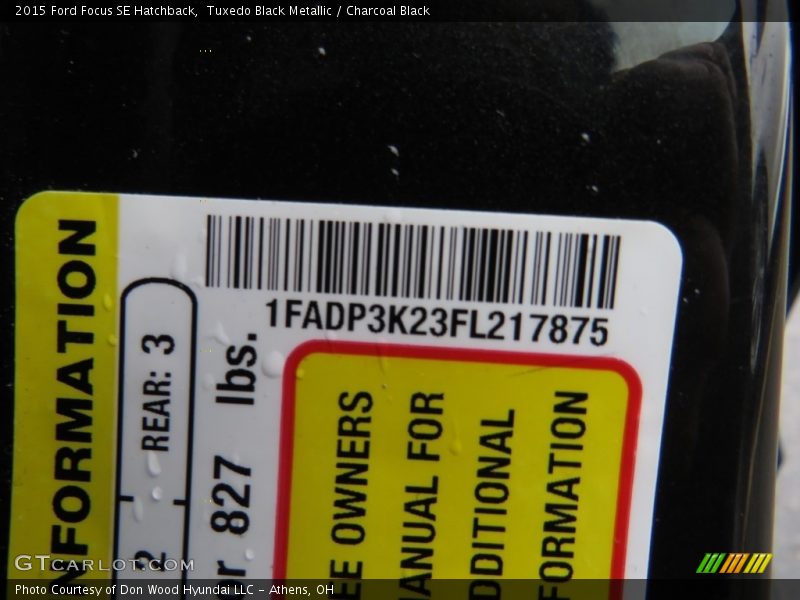 2015 Ford Focus SE Hatchback,  Tuxedo Black Metallic / Charcoal Black
1FADP3K23FL217875
NFORMATION
2 REAR: 3
or 827 lbs.
EE OWNERS
ANUAL FOR
DDITIONAL
FORMATION
GTCARLOT.COM
Photo Courtesy of Don Wood Hyundai LLC - Athens, OH